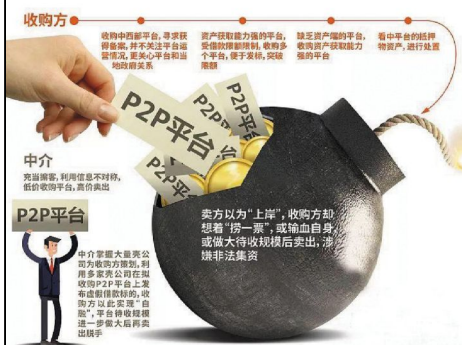 收购方
收购中西部平台，寻求获
得备案，并不关注平台运
营情况，更关心平台和当
地政府关系
资产获取能力强的平台，
受借款限额限制，收购多
个平台，便于发标，突破
限额
缺乏资产端的平台，
收购资产获取能力
强的平台
看中平台的抵押
物资产，进行处置
P2P平台
P2P平台
P2P平台
P2P平台
中介
充当掮客，利用信息不对称，
低价收购平台，高价卖出
P2P平台
中介掌握大量壳公
司为收购方策划，利
用多家壳公司在拟
收购P2P平台上发
布虚假借款标的，收
购方以此实现“自
融”，平台待收规模
进一步做大后再卖
出脱手
卖方以为“上岸”，收购方却
想着“捞一票”，或输血自身，
或做大待收规模后卖出，涉
嫌非法集资